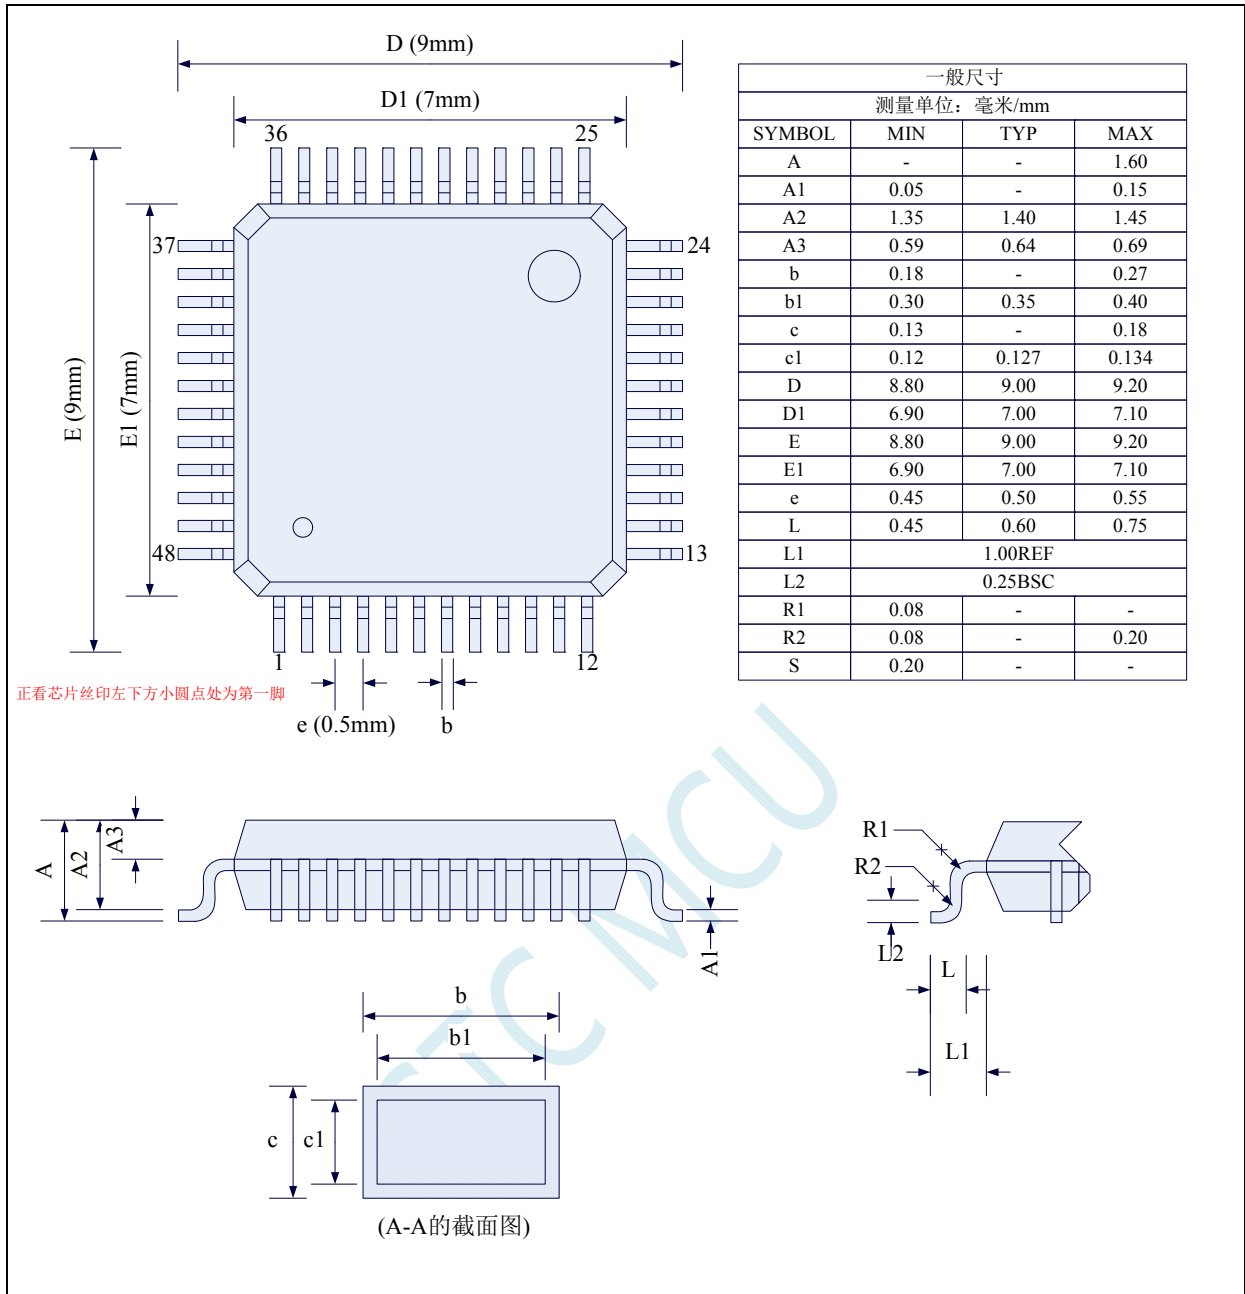 D (9mm)
D1 (7mm)
36 25
37 24
E (9mm)
E1 (7mm)
48 13
1 12
正看芯片丝印左下方小圆点处为第一脚
e (0.5mm) b
一般尺寸
测量单位：毫米/mm
SYMBOL MIN TYP MAX
A - - 1.60
A1 0.05 - 0.15
A2 1.35 1.40 1.45
A3 0.59 0.64 0.69
b 0.18 - 0.27
b1 0.30 0.35 0.40
c 0.13 - 0.18
c1 0.12 0.127 0.134
D 8.80 9.00 9.20
D1 6.90 7.00 7.10
E 8.80 9.00 9.20
E1 6.90 7.00 7.10
e 0.45 0.50 0.55
L 0.45 0.60 0.75
L1 1.00REF
L2 0.25BSC
R1 0.08 - -
R2 0.08 - 0.20
S 0.20 - -
A
A2
A3
A1
R1
R2
L2
L
L1
b
b1
c
c1
(A-A的截面图)
STC MCU